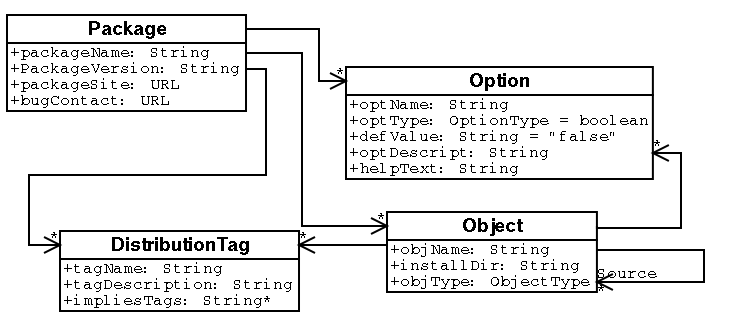 Package
+packageName: String
+PackageVersion: String
+packageSite: URL
+bugContact: URL
*
Option
+optName: String
+optType: OptionType = boolean
+defValue: String = "false"
+optDescript: String
+helpText: String
*
*
DistributionTag
+tagName: String
+tagDescription: String
+impliesTags: String*
*
*
Object
+objName: String
+installDir: String
+objType: ObjectType
Source
*